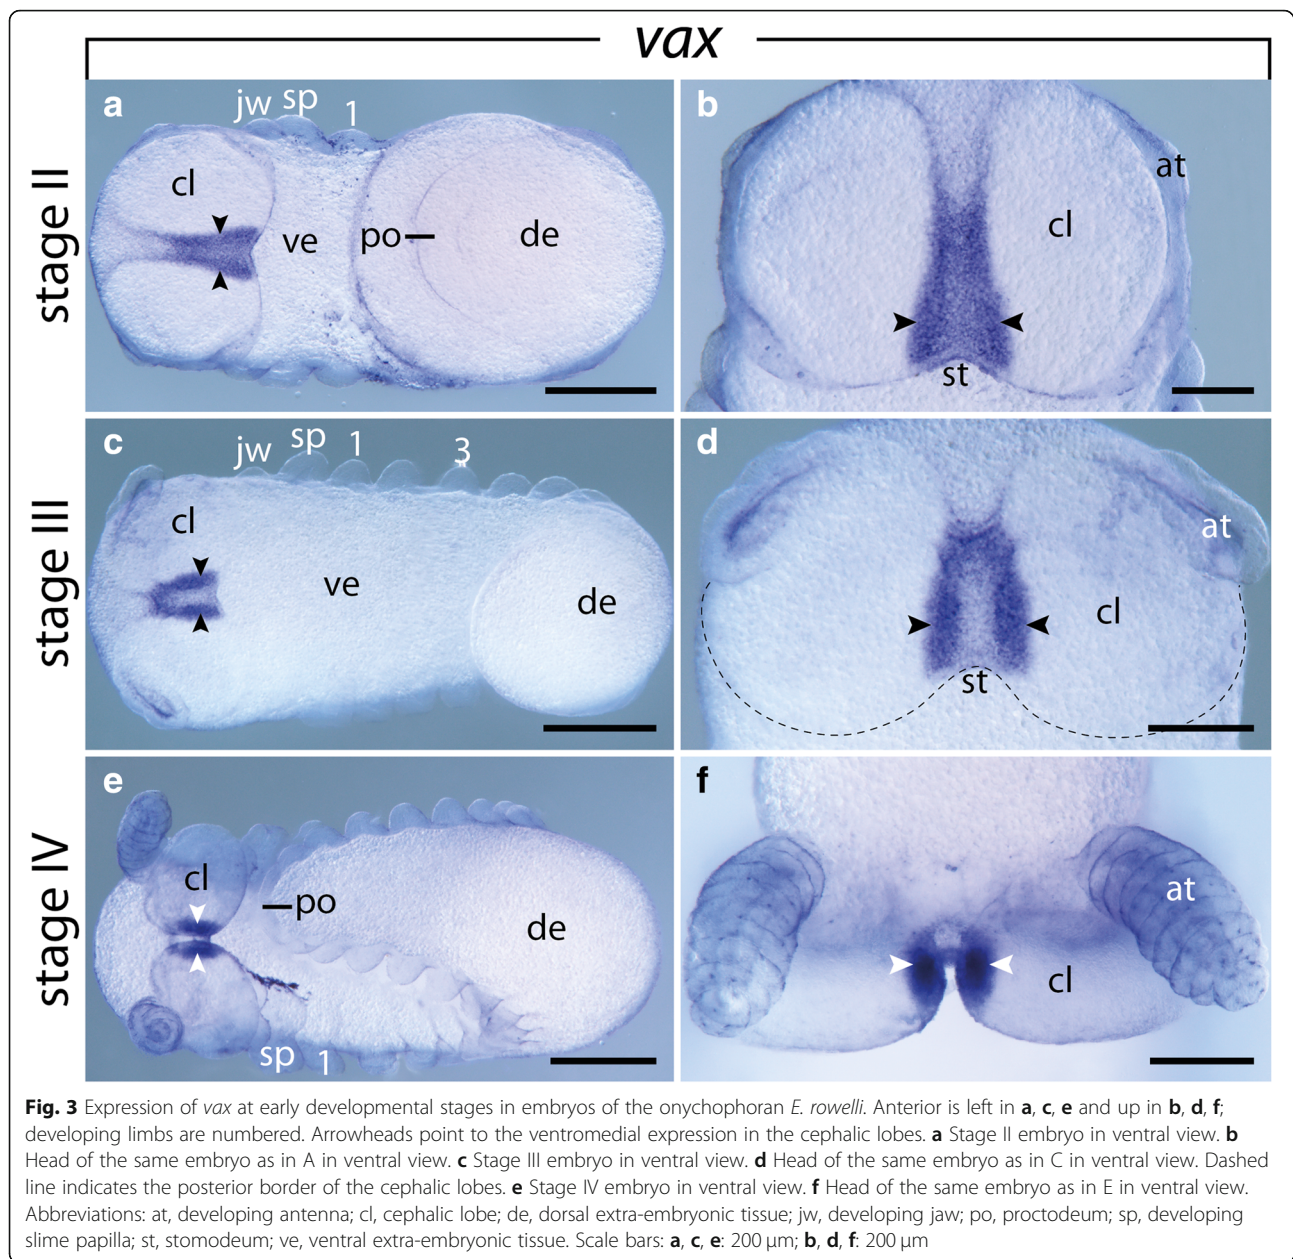 vax
stage II
a
jw
sp
1
cl
ve
po
de
b
at
cl
st
stage III
c
jw
sp
1
3
cl
ve
de
d
at
cl
st
stage IV
e
cl
po
de
sp
1
f
at
cl
Fig. 3 Expression of vax at early developmental stages in embryos of the onychophoran E. rowelli. Anterior is left in a, c, e and up in b, d, f;
developing limbs are numbered. Arrowheads point to the ventromedial expression in the cephalic lobes. a Stage II embryo in ventral view. b
Head of the same embryo as in A in ventral view. c Stage III embryo in ventral view. d Head of the same embryo as in C in ventral view. Dashed
line indicates the posterior border of the cephalic lobes. e Stage IV embryo in ventral view. f Head of the same embryo as in E in ventral view.
Abbreviations: at, developing antenna; cl, cephalic lobe; de, dorsal extra-embryonic tissue; jw, developing jaw; po, proctodeum; sp, developing
slime papilla; st, stomodeum; ve, ventral extra-embryonic tissue. Scale bars: a, c, e: 200 μm; b, d, f: 200 μm